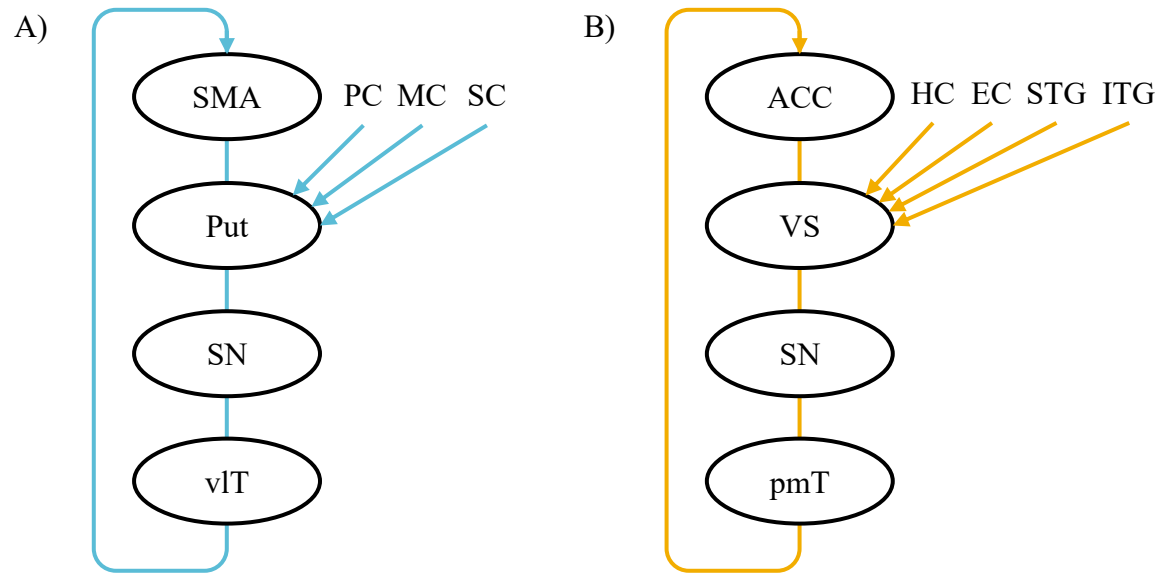 A)
SMA
PC MC SC
Put
SN
vlT
B)
ACC
HC EC STG ITG
VS
SN
pmT